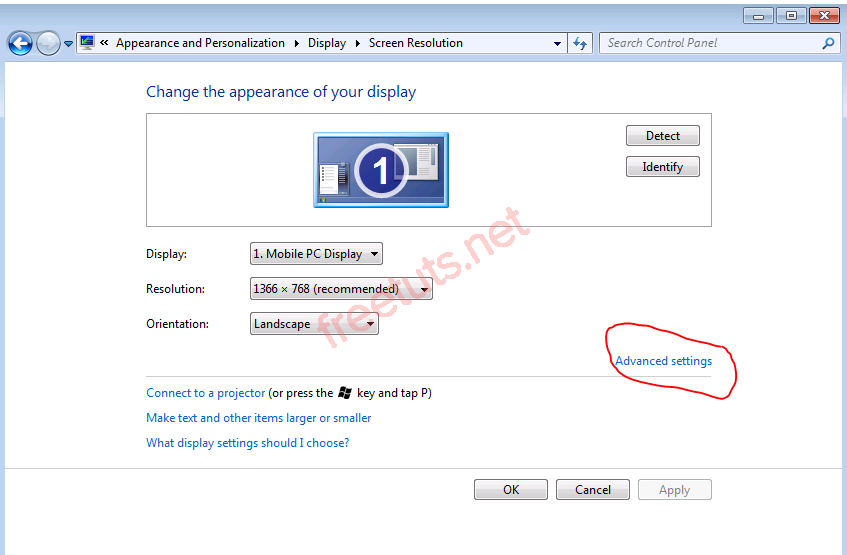 « Appearance and Personalization ▸ Display ▸ Screen Resolution
Search Control Panel
Change the appearance of your display
1
Detect
Identify
Display: 1. Mobile PC Display
Resolution: 1366 × 768 (recommended)
Orientation: Landscape
freetuts.net
Advanced settings
Connect to a projector (or press the key and tap P)
Make text and other items larger or smaller
What display settings should I choose?
OK Cancel Apply